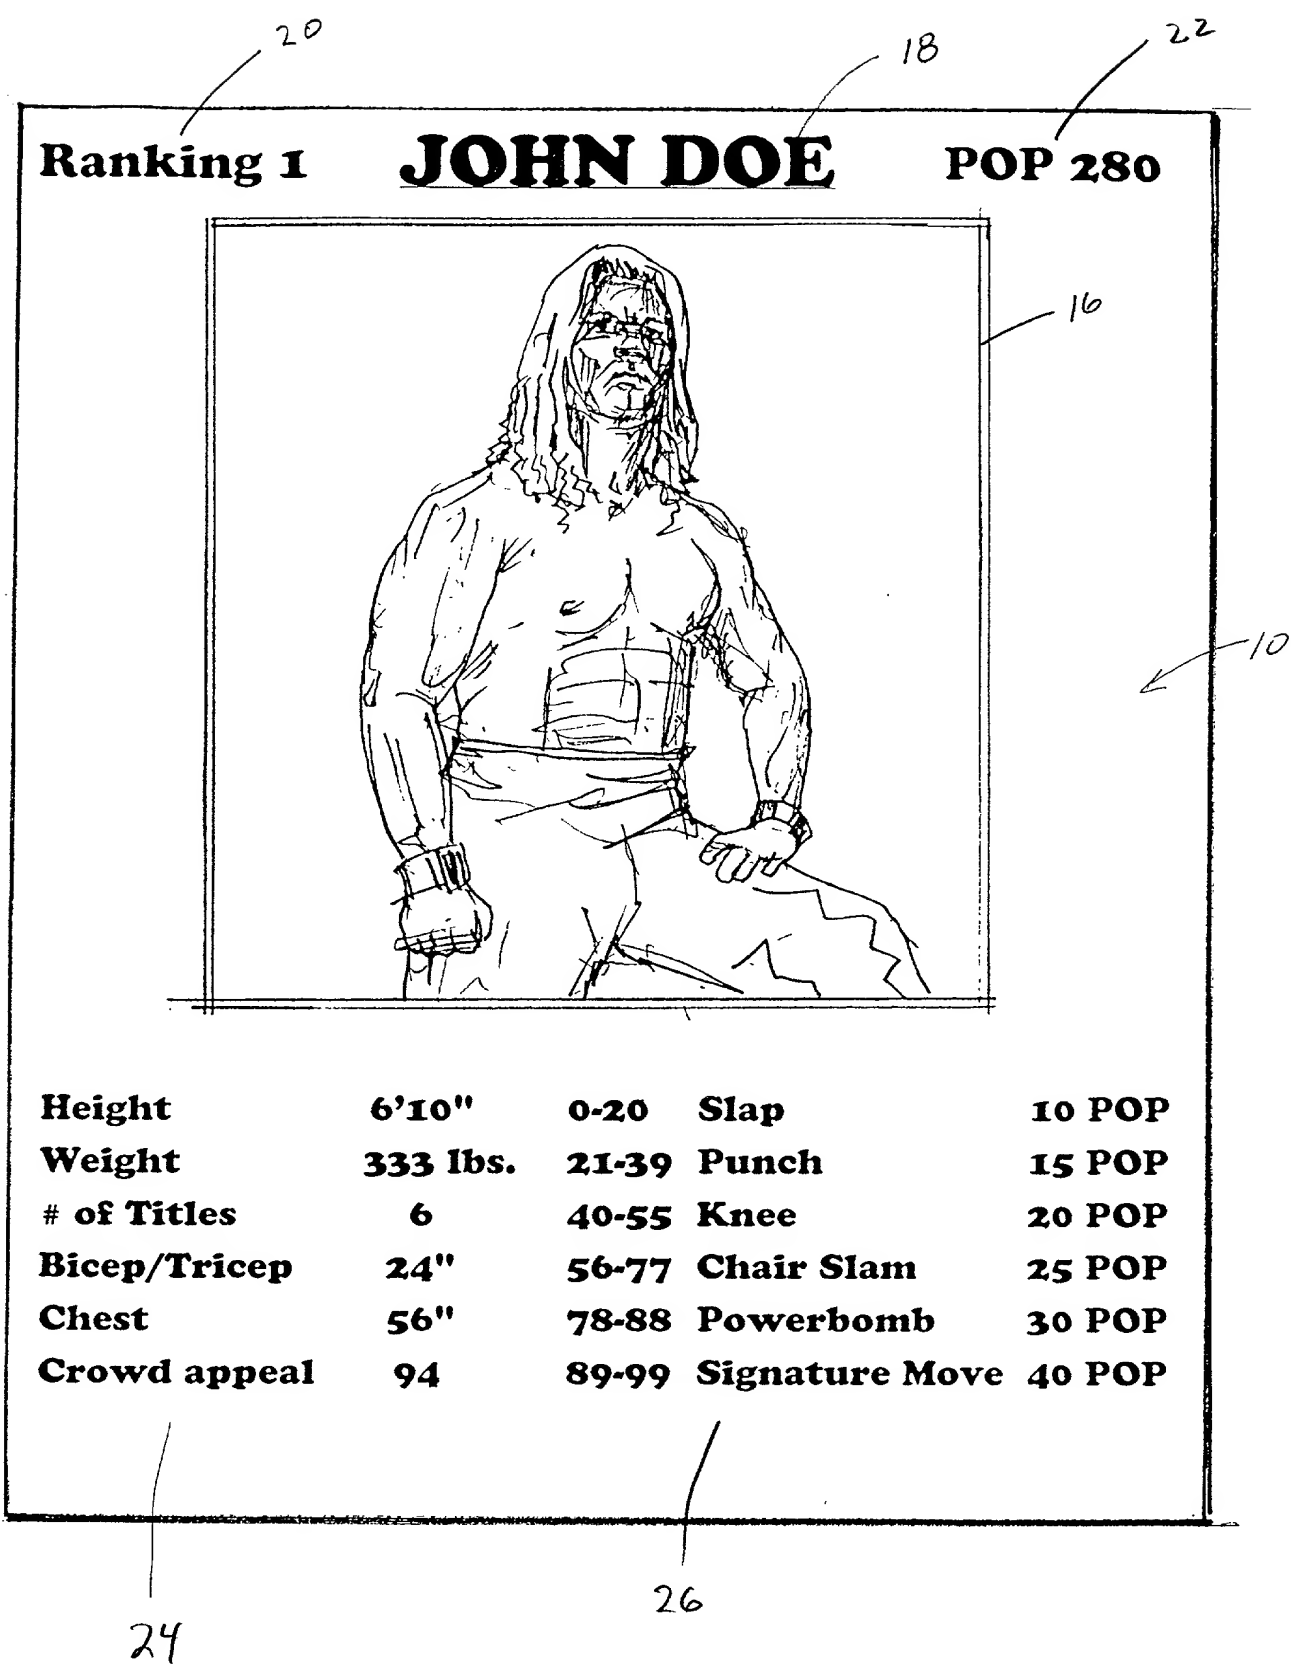 20 18 22
Ranking 1 JOHN DOE POP 280
16
10
Height 6'10" 0-20 Slap 10 POP
Weight 333 lbs. 21-39 Punch 15 POP
# of Titles 6 40-55 Knee 20 POP
Bicep/Tricep 24" 56-77 Chair Slam 25 POP
Chest 56" 78-88 Powerbomb 30 POP
Crowd appeal 94 89-99 Signature Move 40 POP
26
24